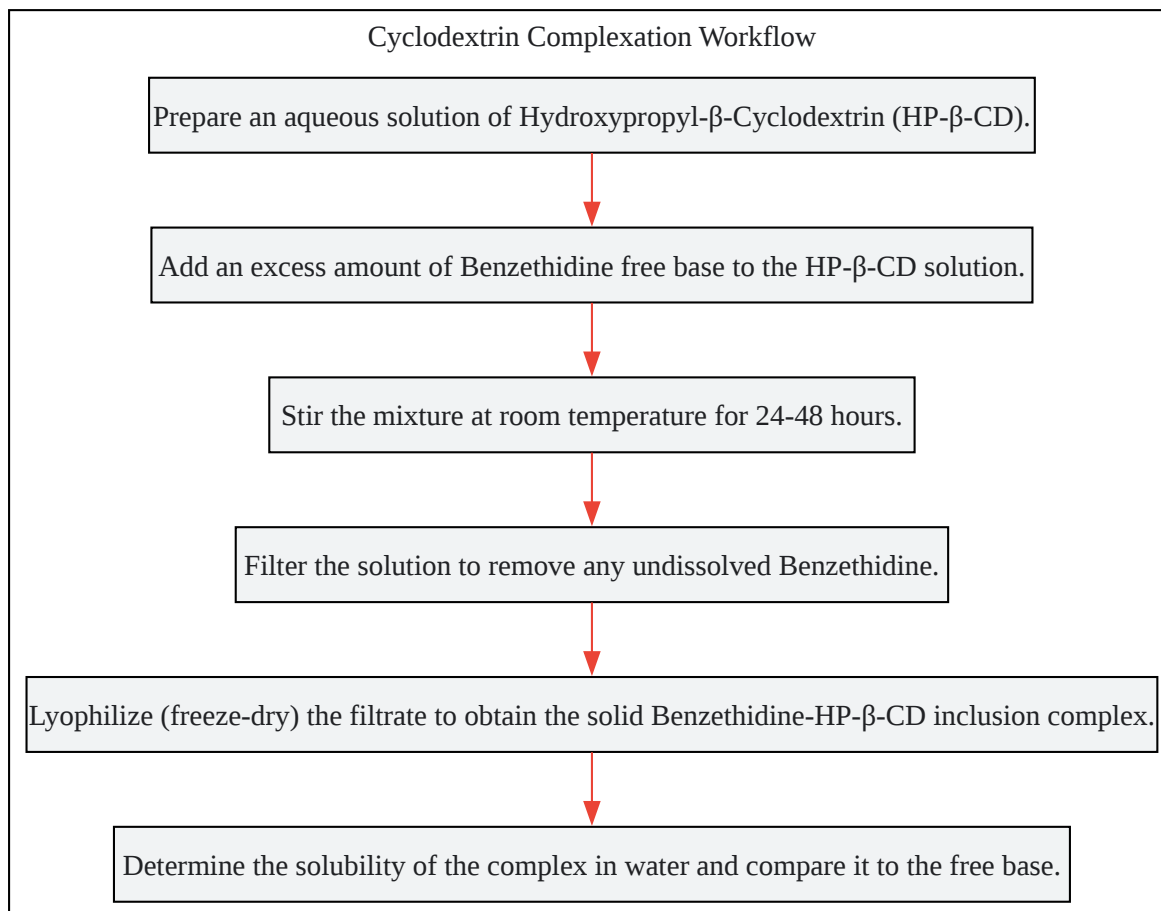 Cyclodextrin Complexation Workflow
Prepare an aqueous solution of Hydroxypropyl-β-Cyclodextrin (HP-β-CD).
Add an excess amount of Benzethidine free base to the HP-β-CD solution.
Stir the mixture at room temperature for 24-48 hours.
Filter the solution to remove any undissolved Benzethidine.
Lyophilize (freeze-dry) the filtrate to obtain the solid Benzethidine-HP-β-CD inclusion complex.
Determine the solubility of the complex in water and compare it to the free base.